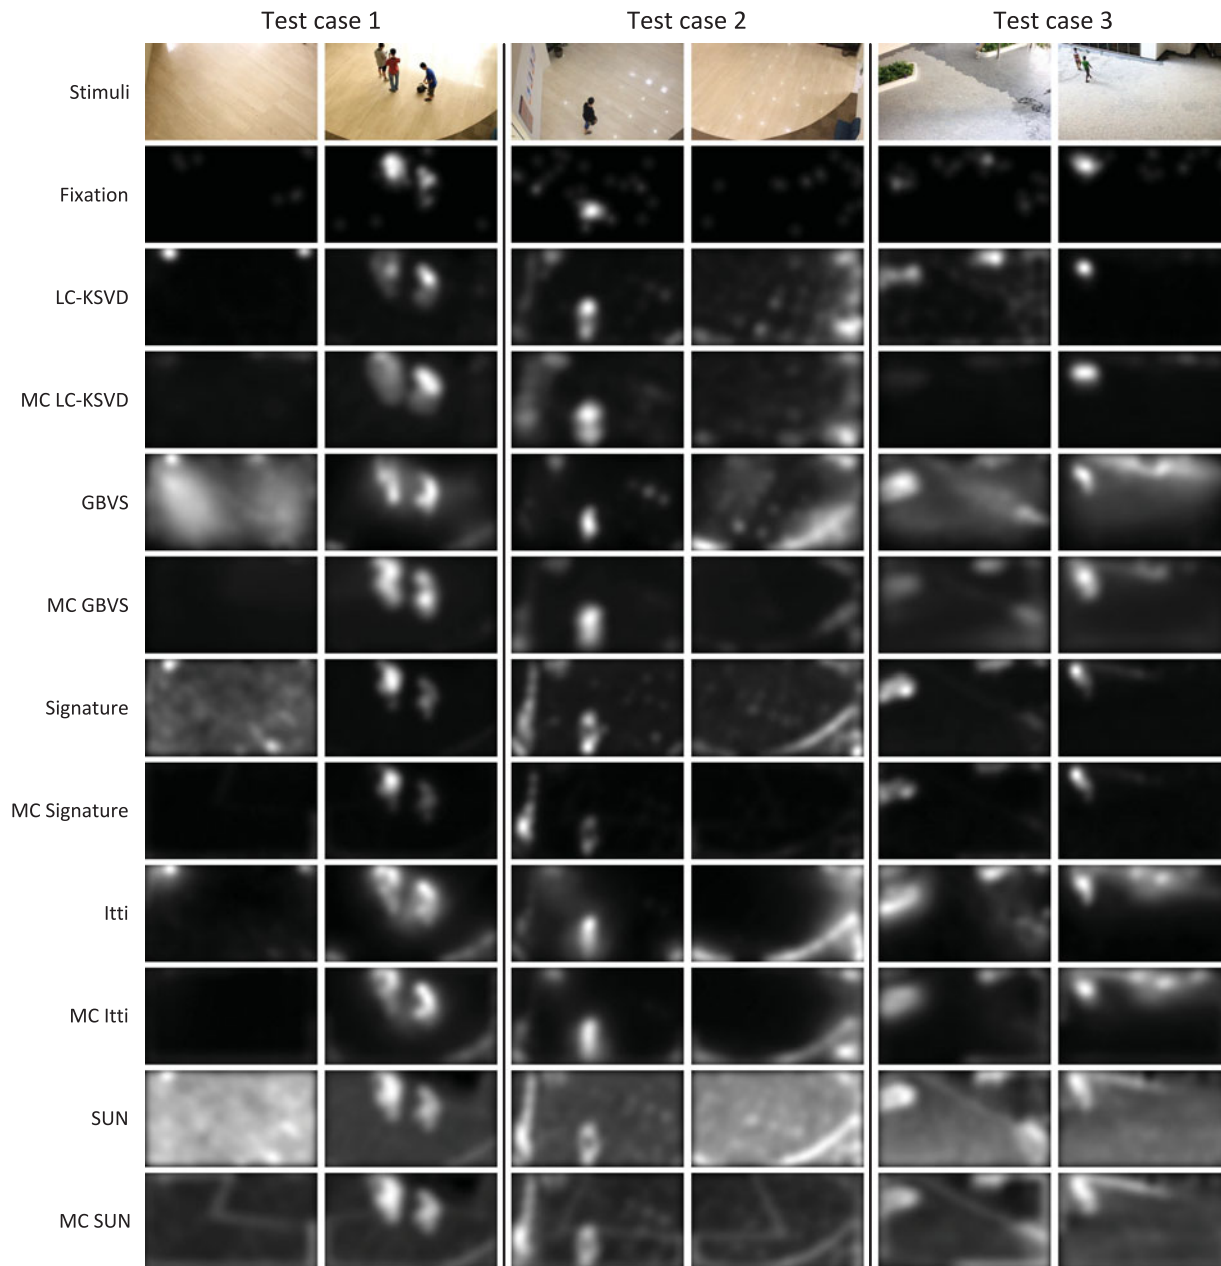 Test case 1
Test case 2
Test case 3
Stimuli
Fixation
LC-KSVD
MC LC-KSVD
GBVS
MC GBVS
Signature
MC Signature
Itti
MC Itti
SUN
MC SUN